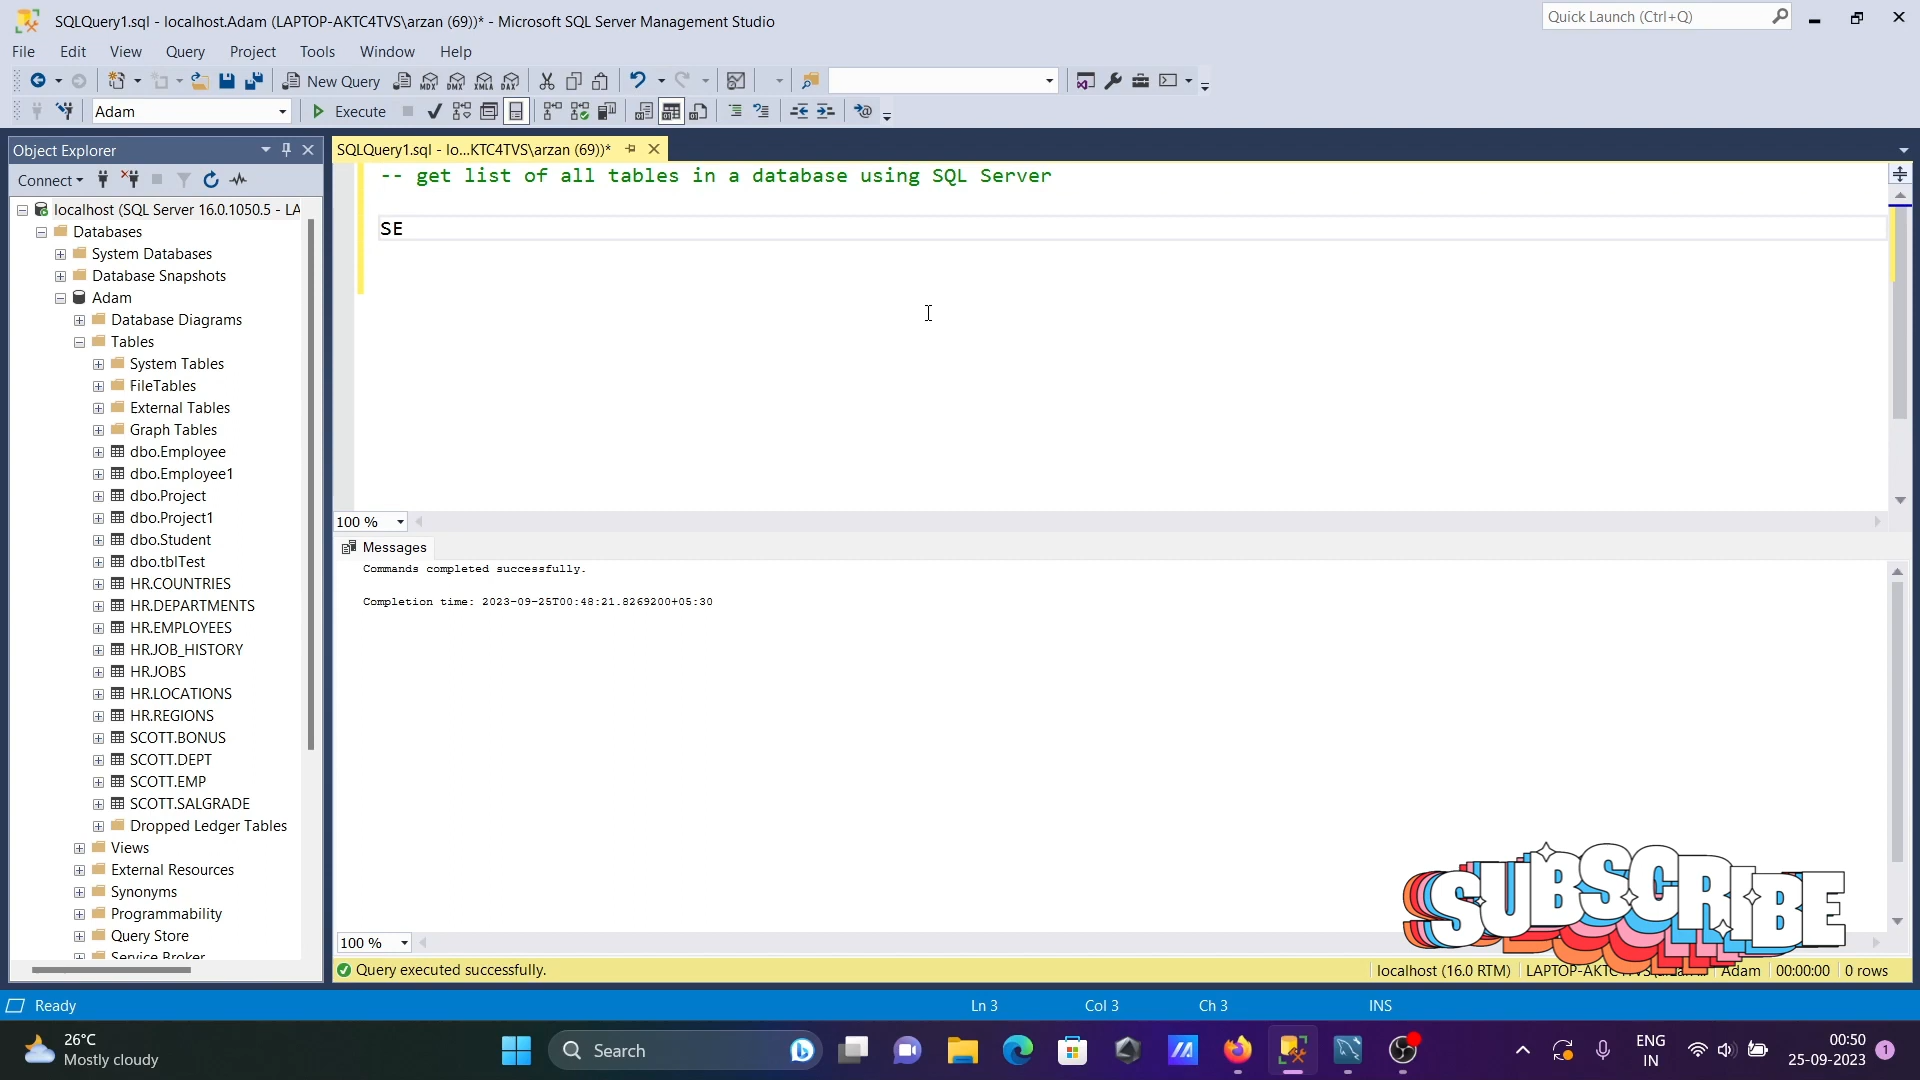 SQLQuery1.sql - localhost.Adam (LAPTOP-AKTC4TVS\arzan (69))* - Microsoft SQL Server Management Studio
Quick Launch (Ctrl+Q)
File Edit View Query Project Tools Window Help
New Query MDX DMX XMLA DAX
Adam Execute
Object Explorer
SQLQuery1.sql - lo...KTC4TVS\arzan (69))*
Connect
-- get list of all tables in a database using SQL Server
SE
localhost (SQL Server 16.0.1050.5 - LA
Databases
System Databases
Database Snapshots
Adam
Database Diagrams
Tables
System Tables
FileTables
External Tables
Graph Tables
dbo.Employee
dbo.Employee1
dbo.Project
dbo.Project1
dbo.Student
dbo.tblTest
HR.COUNTRIES
HR.DEPARTMENTS
HR.EMPLOYEES
HR.JOB_HISTORY
HR.JOBS
HR.LOCATIONS
HR.REGIONS
SCOTT.BONUS
SCOTT.DEPT
SCOTT.EMP
SCOTT.SALGRADE
Dropped Ledger Tables
Views
External Resources
Synonyms
Programmability
Query Store
Service Broker
100 %
Messages
Commands completed successfully.
Completion time: 2023-09-25T00:48:21.8269200+05:30
SUBSCRIBE
100 %
Query executed successfully.
localhost (16.0 RTM) Adam 00:00:00 0 rows
Ready Ln 3 Col 3 Ch 3 INS
26°C
Mostly cloudy
Search
ENG
IN
00:50
25-09-2023
1